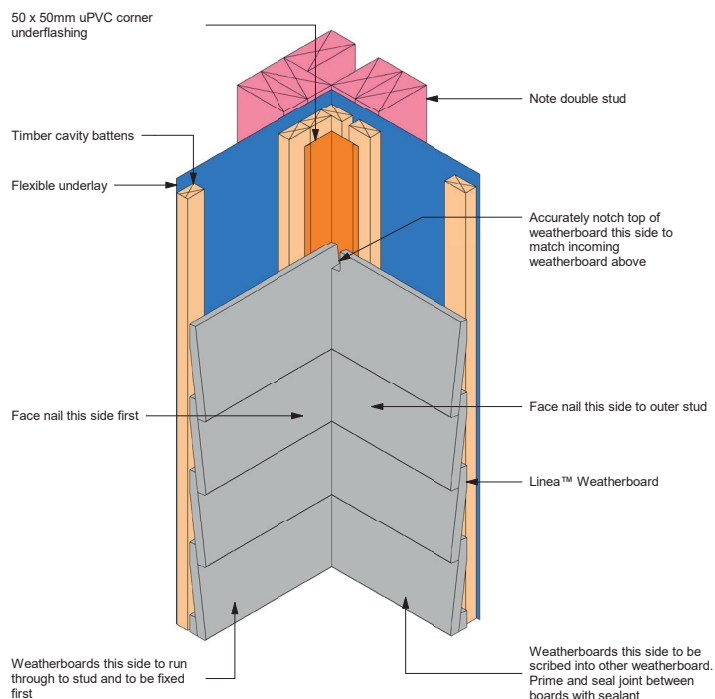 50 x 50mm uPVC corner
underflashing
Note double stud
Timber cavity battens
Flexible underlay
Accurately notch top of
weatherboard this side to
match incoming
weatherboard above
Face nail this side first
Face nail this side to outer stud
Linea™ Weatherboard
Weatherboards this side to run
through to stud and to be fixed
first
Weatherboards this side to be
scribed into other weatherboard.
Prime and seal joint between
boards with sealant